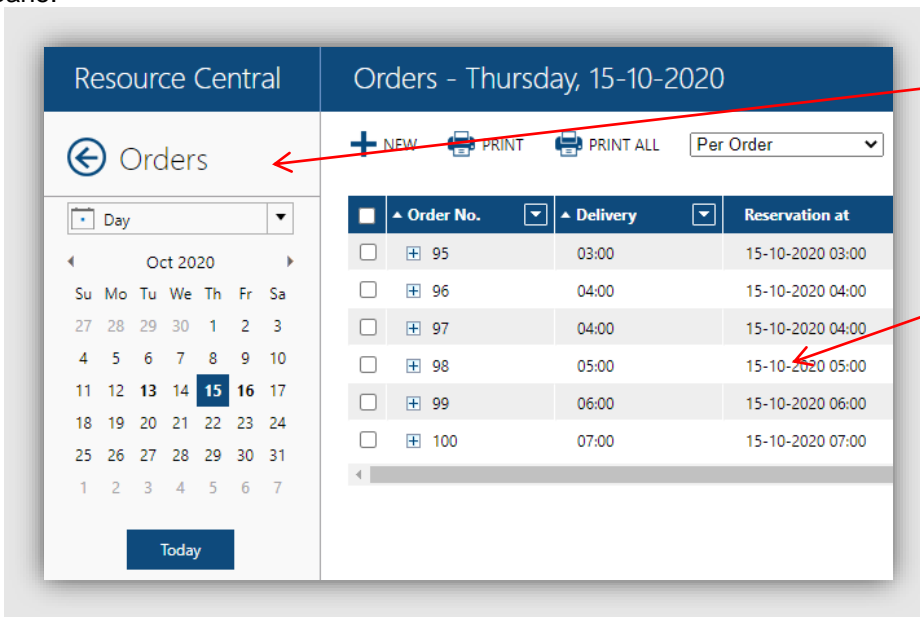 Resource Central
Orders - Thursday, 15-10-2020
Orders
NEW PRINT PRINT ALL Per Order
Day
Oct 2020
Su Mo Tu We Th Fr Sa
27 28 29 30 1 2 3
4 5 6 7 8 9 10
11 12 13 14 15 16 17
18 19 20 21 22 23 24
25 26 27 28 29 30 31
1 2 3 4 5 6 7
Today
Order No. Delivery Reservation at
95 03:00 15-10-2020 03:00
96 04:00 15-10-2020 04:00
97 04:00 15-10-2020 04:00
98 05:00 15-10-2020 05:00
99 06:00 15-10-2020 06:00
100 07:00 15-10-2020 07:00